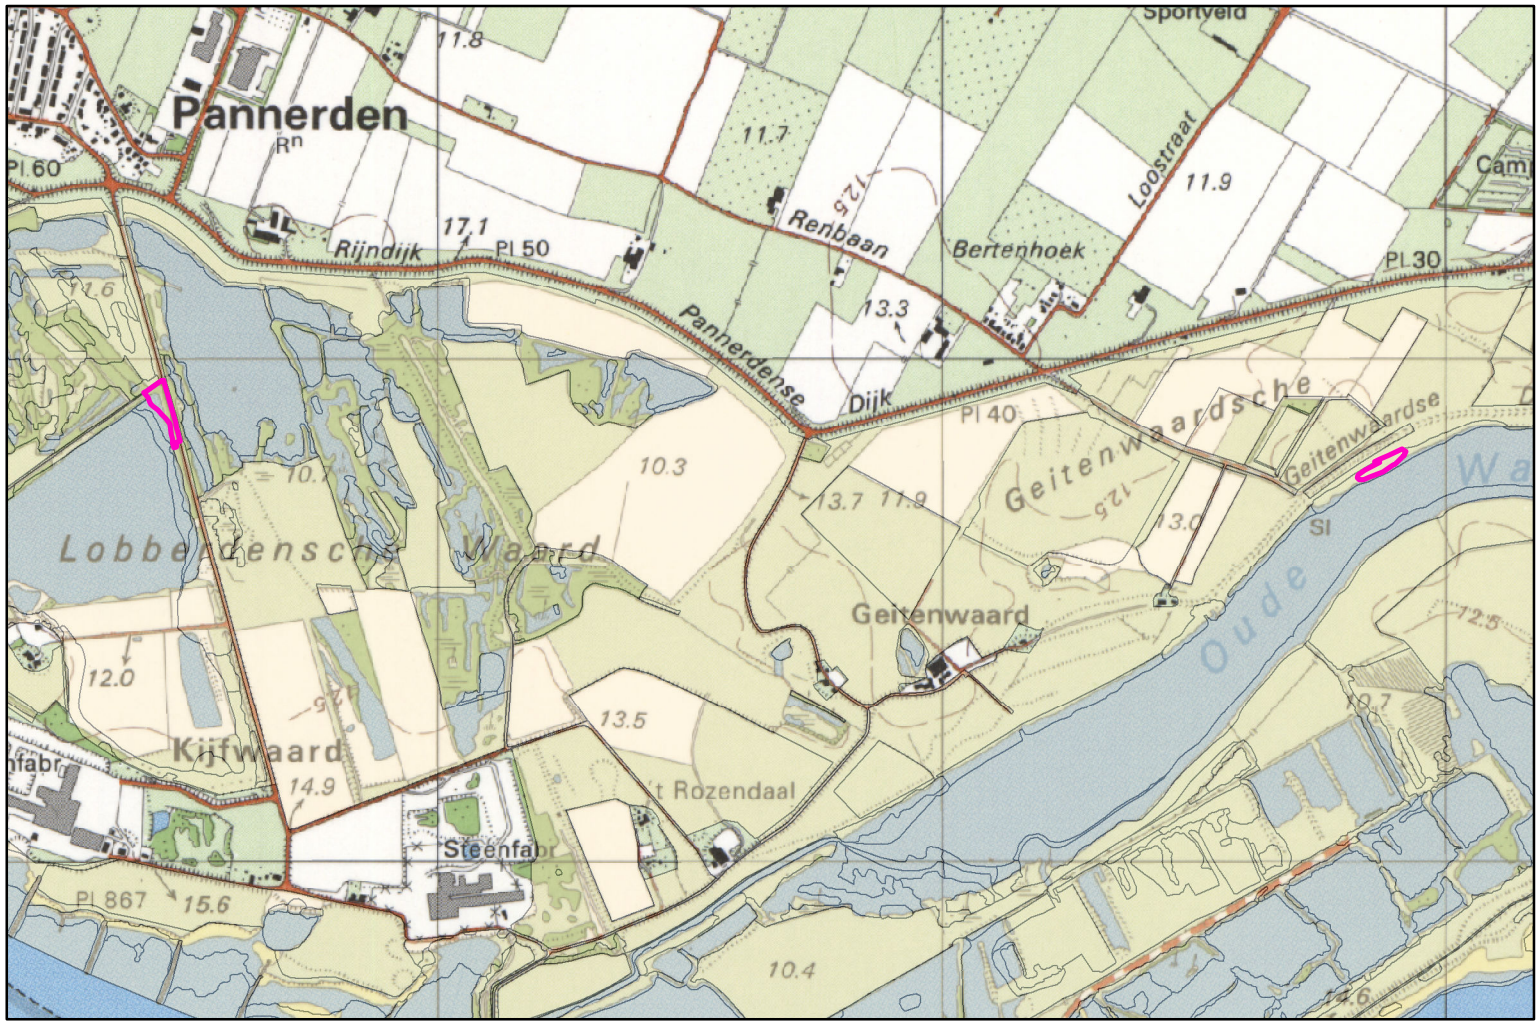 Sportveld
11.8
Pannerden
Rⁿ
11.7
Pl.60
Cam
11.9
12.5
Loostraat
17.1
Rijndijk
Pl 50
Renbaan
Bertenhoek
Pl.30
11.6
13.3
Pannerdense
Dijk
Pl 40
Geitenwaardsche
Geitenwaardse
10.7
10.3
13.7
11.9
12.5
13.0
Wa
Sl
Lobberdensche Waard
Oude
Geitenwaard
12.5
12.0
12.5
13.5
10.7
Kijfwaard
nfabr
14.9
't Rozendaal
Steenfabr
Pl 867
15.6
10.4
14.6